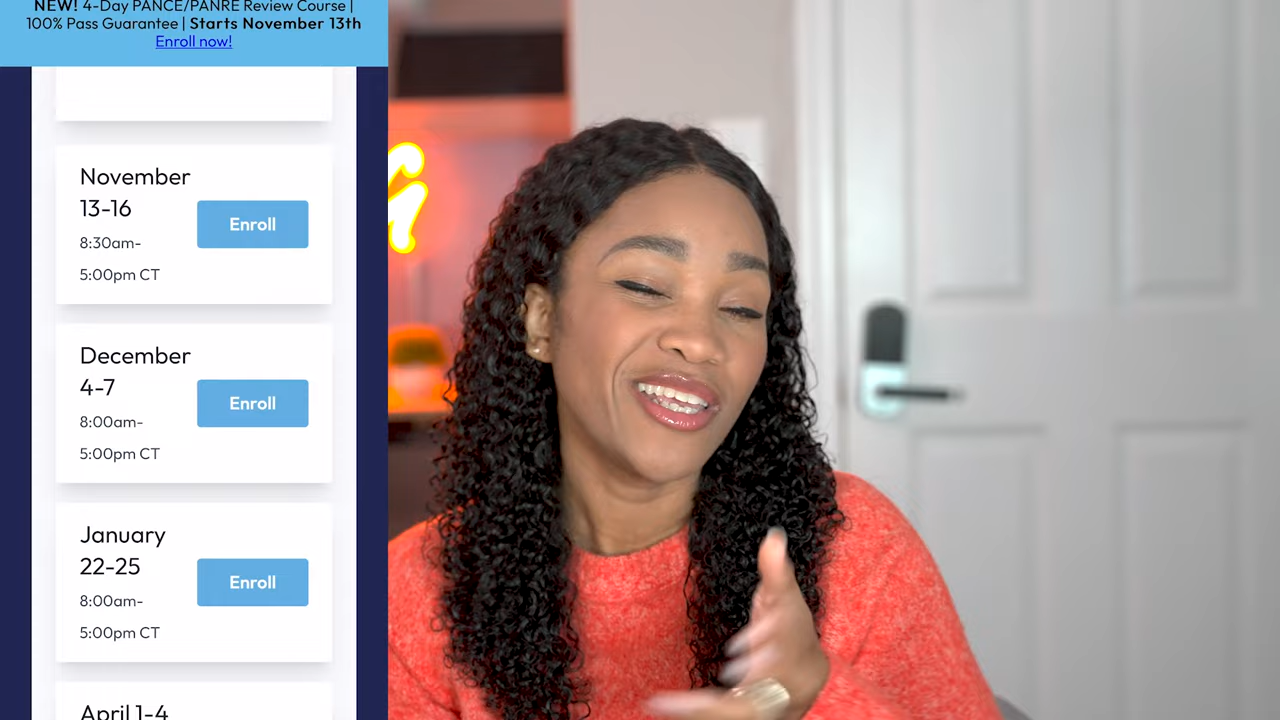 NEW! 4-Day PANCE/PANRE Review Course |
100% Pass Guarantee | Starts November 13th
Enroll now!
November
13-16
8:30am-
5:00pm CT
Enroll
December
4-7
8:00am-
5:00pm CT
Enroll
January
22-25
8:00am-
5:00pm CT
Enroll
April 1-4